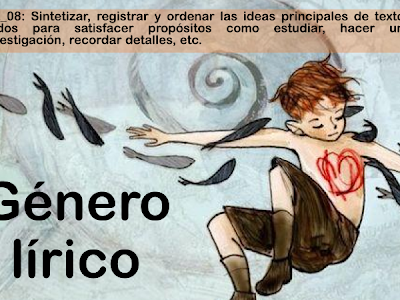 _08: Sintetizar, registrar y ordenar las ideas principales de texto
dos para satisfacer propósitos como estudiar, hacer un
estigación, recordar detalles, etc.
Género
lírico